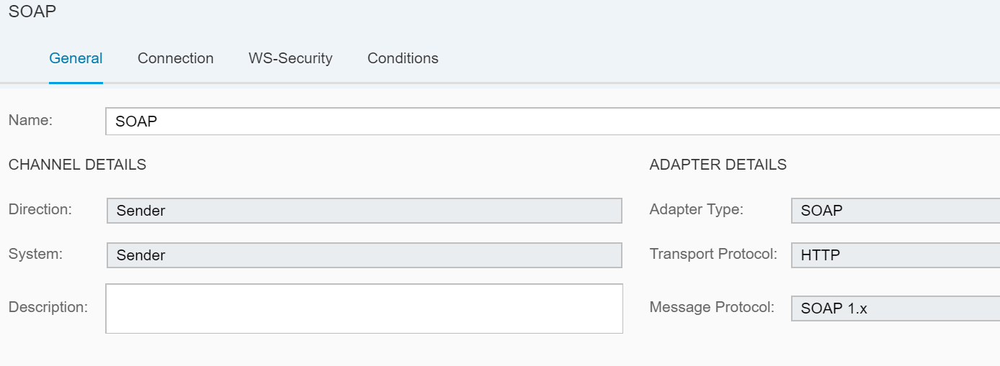 SOAP
General Connection WS-Security Conditions
Name: SOAP
CHANNEL DETAILS ADAPTER DETAILS
Direction: Sender Adapter Type: SOAP
System: Sender Transport Protocol: HTTP
Description: Message Protocol: SOAP 1.x